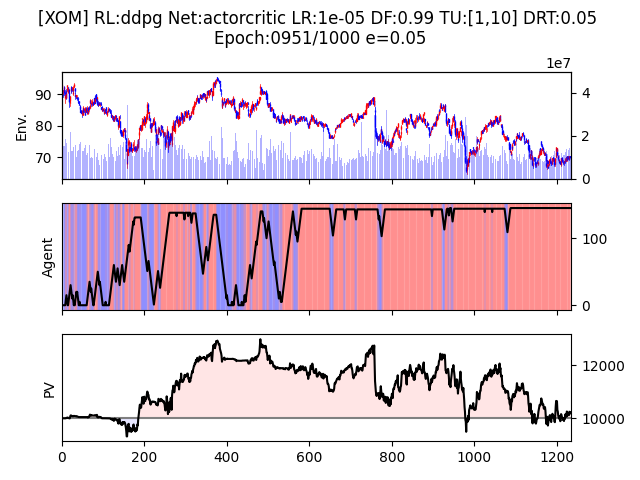 [XOM] RL:ddpg Net:actorcritic LR:1e-05 DF:0.99 TU:[1,10] DRT:0.05
Epoch:0951/1000 e=0.05
1e7
Env.
90
80
70
4
2
0
Agent
100
0
PV
12000
10000
0 200 400 600 800 1000 1200